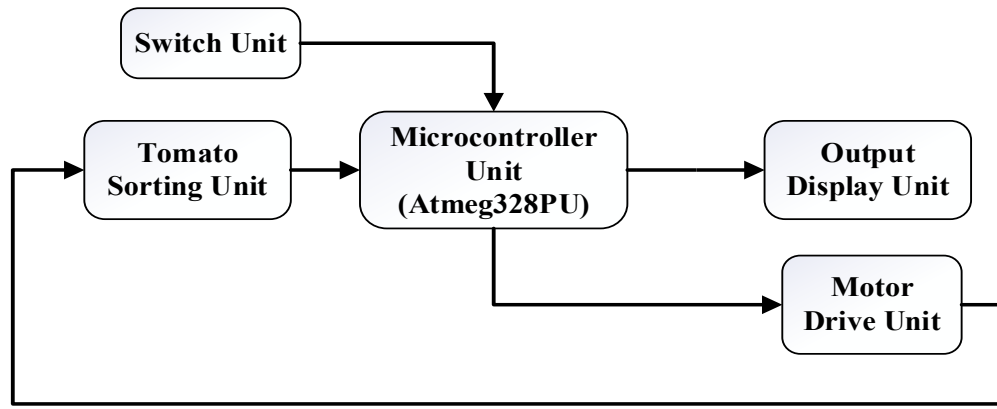 Switch Unit
Tomato
Sorting Unit
Microcontroller
Unit
(Atmeg328PU)
Output
Display Unit
Motor
Drive Unit